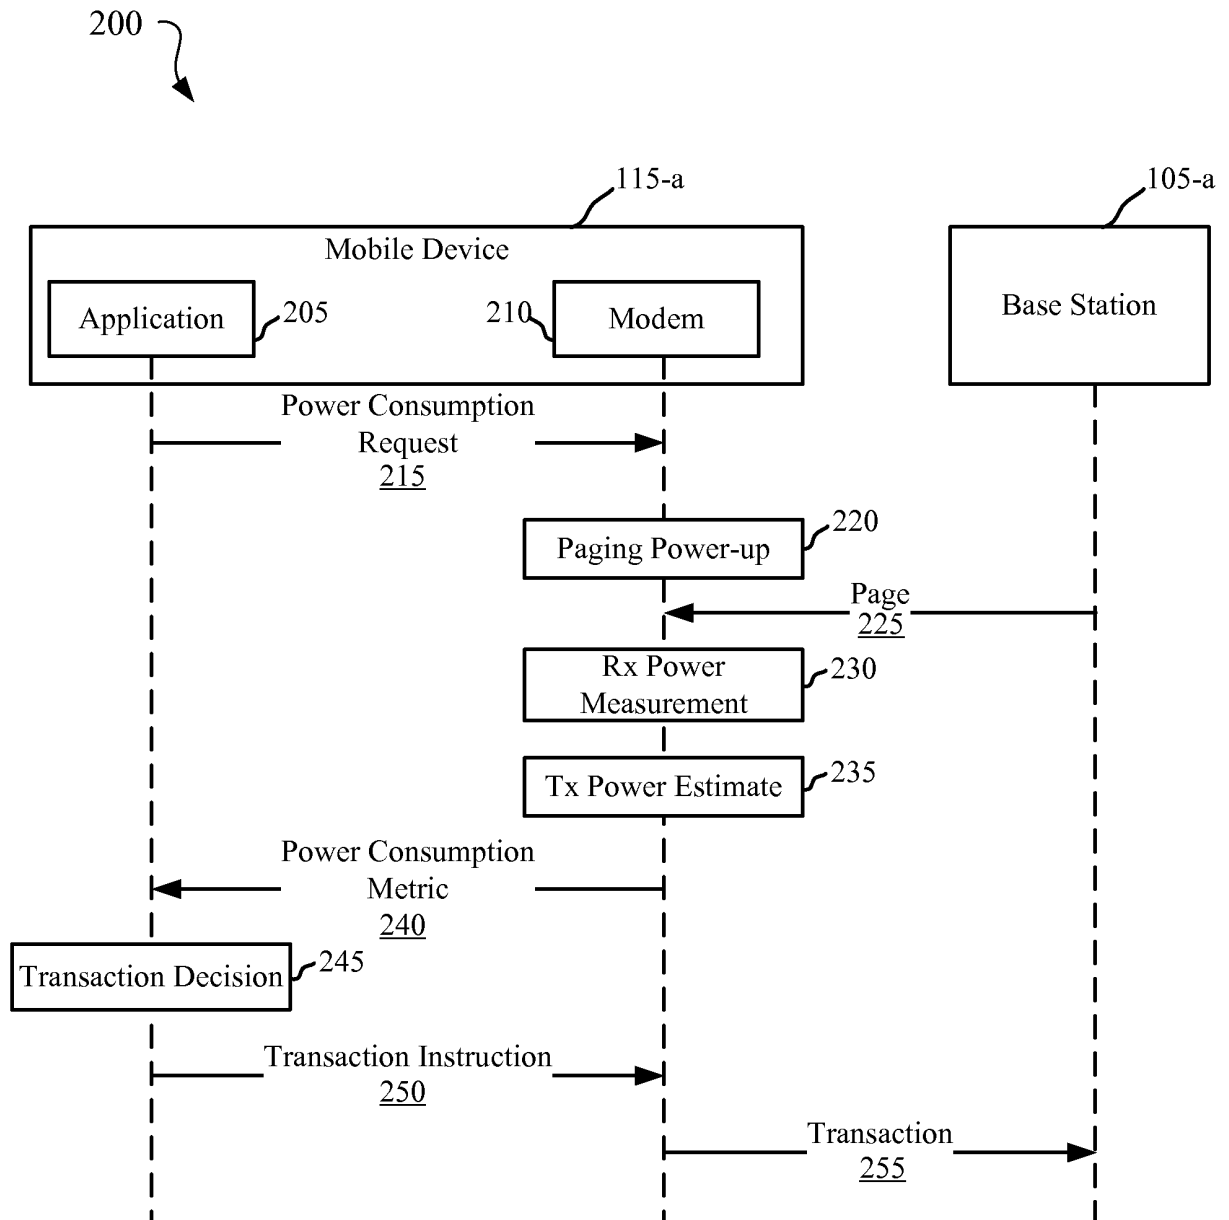 200
115-a
105-a
Mobile Device
Application
205
210
Modem
Base Station
Power Consumption
Request
215
Paging Power-up
220
Page
225
Rx Power
Measurement
230
Tx Power Estimate
235
Power Consumption
Metric
240
Transaction Decision
245
Transaction Instruction
250
Transaction
255